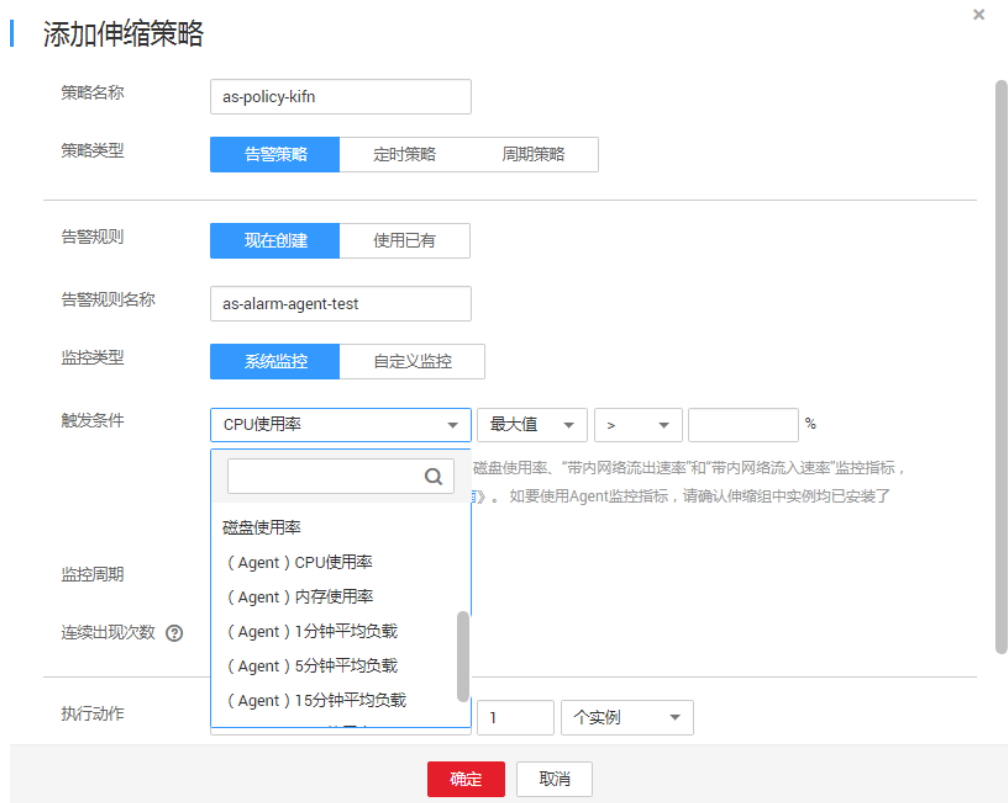 添加伸缩策略
×
策略名称
as-policy-kifn
策略类型
告警策略 定时策略 周期策略
告警规则
现在创建 使用已有
告警规则名称
as-alarm-agent-test
监控类型
系统监控 自定义监控
触发条件
CPU使用率 最大值 > %
磁盘使用率、“带内网络流出速率”和“带内网络流入速率”监控指标，
》。 如要使用Agent监控指标，请确认伸缩组中实例均已安装了
磁盘使用率
（Agent）CPU使用率
监控周期
（Agent）内存使用率
连续出现次数 ?
（Agent）1分钟平均负载
（Agent）5分钟平均负载
（Agent）15分钟平均负载
执行动作
1 个实例
确定 取消